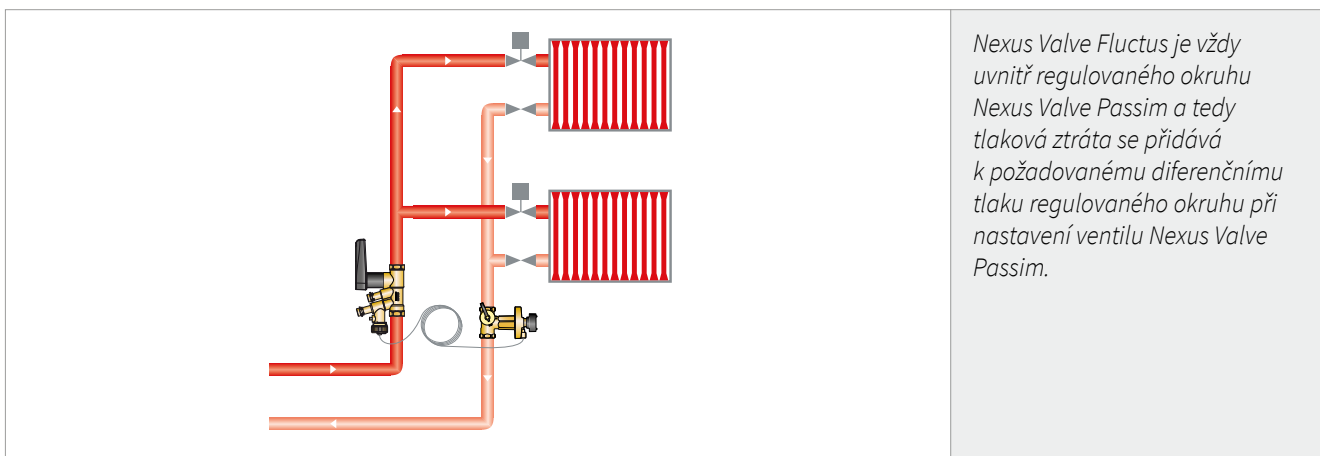 Nexus Valve Fluctus je vždy
uvnitř regulovaného okruhu
Nexus Valve Passim a tedy
tlaková ztráta se přidává
k požadovanému diferenčnímu
tlaku regulovaného okruhu při
nastavení ventilu Nexus Valve
Passim.